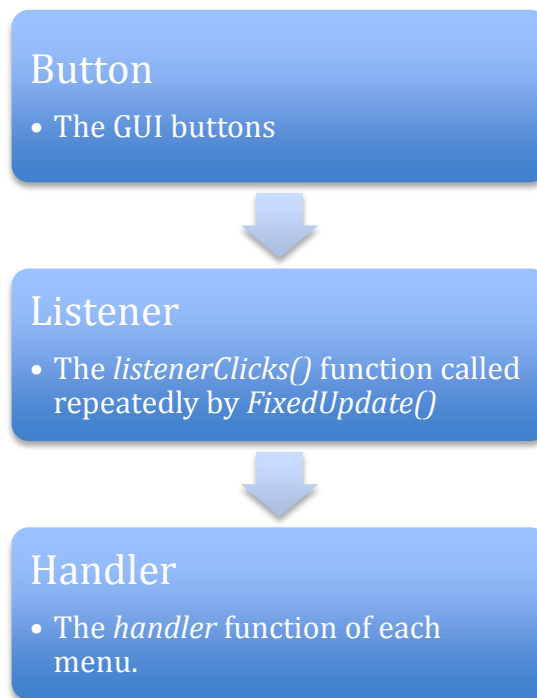 Button
• The GUI buttons
Listener
• The listenerClicks() function called
repeatedly by FixedUpdate()
Handler
• The handler function of each
menu.